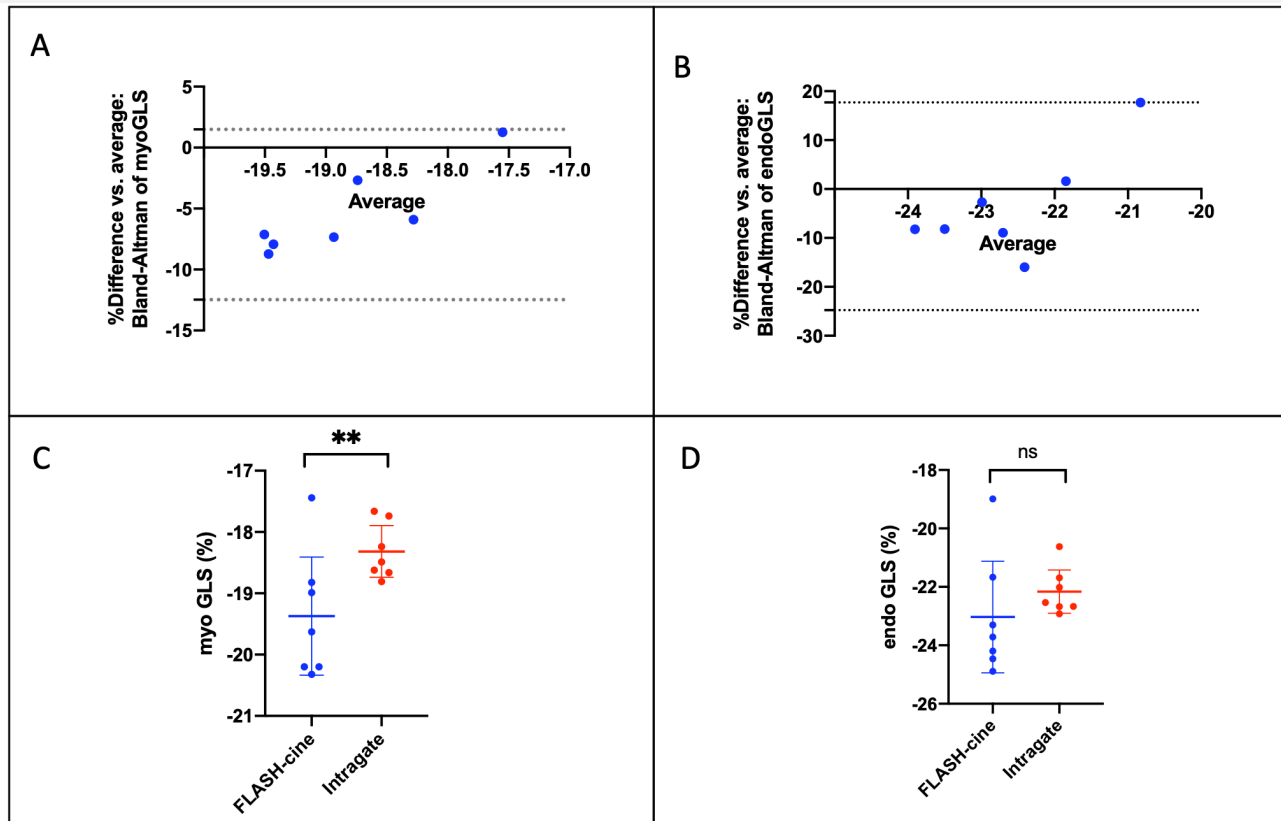 A
%Difference vs. average:
Bland-Altman of myoGLS
5
0
-5
-10
-15
-19.5 -19.0 -18.5 -18.0 -17.5 -17.0
Average
B
%Difference vs. average:
Bland-Altman of endoGLS
20
10
0
-10
-20
-30
-24 -23 -22 -21 -20
Average
C
**
myo GLS (%)
-17
-18
-19
-20
-21
FLASH-cine
Intragate
D
ns
endo GLS (%)
-18
-20
-22
-24
-26
FLASH-cine
Intragate